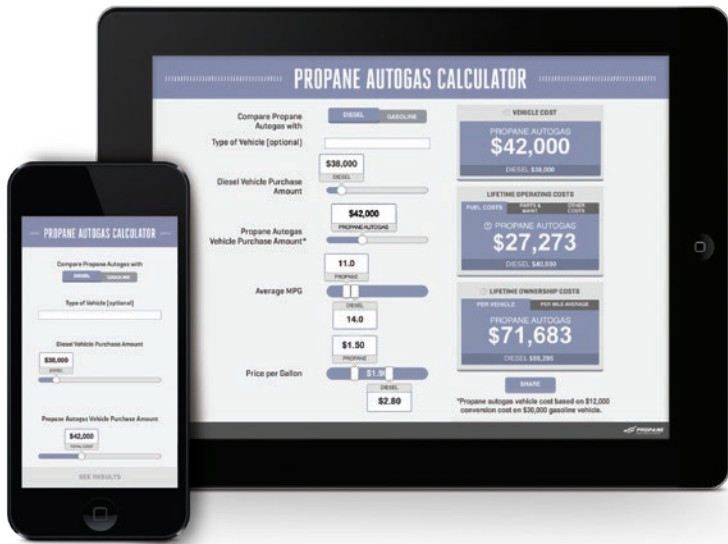 PROPANE AUTOGAS CALCULATOR
Compare Propane
Autogas with
DIESEL
GASOLINE
Type of Vehicle [optional]
$38,000
DIESEL
Diesel Vehicle Purchase
Amount
$42,000
PROPANE AUTOGAS
Propane Autogas
Vehicle Purchase Amount*
11.0
PROPANE
Average MPG
DIESEL
14.0
$1.50
PROPANE
Price per Gallon
DIESEL
$2.80
VEHICLE COST
PROPANE AUTOGAS
$42,000
DIESEL $38,000
LIFETIME OPERATING COSTS
FUEL COSTS
PARTS &
MAINT.
OTHER
COSTS
PROPANE AUTOGAS
$27,273
DIESEL $40,000
LIFETIME OWNERSHIP COSTS
PER VEHICLE
PER MILE AVERAGE
PROPANE AUTOGAS
$71,683
SHARE
*Propane autogas vehicle cost based on $12,000
conversion cost on $30,000 gasoline vehicle.
PROPANE
PROPANE AUTOGAS CALCULATOR
Compare Propane Autogas with
DIESEL
GASOLINE
Type of Vehicle [optional]
Diesel Vehicle Purchase Amount
$38,000
DIESEL
Propane Autogas Vehicle Purchase Amount
$42,000
TOTAL COST
SEE RESULTS